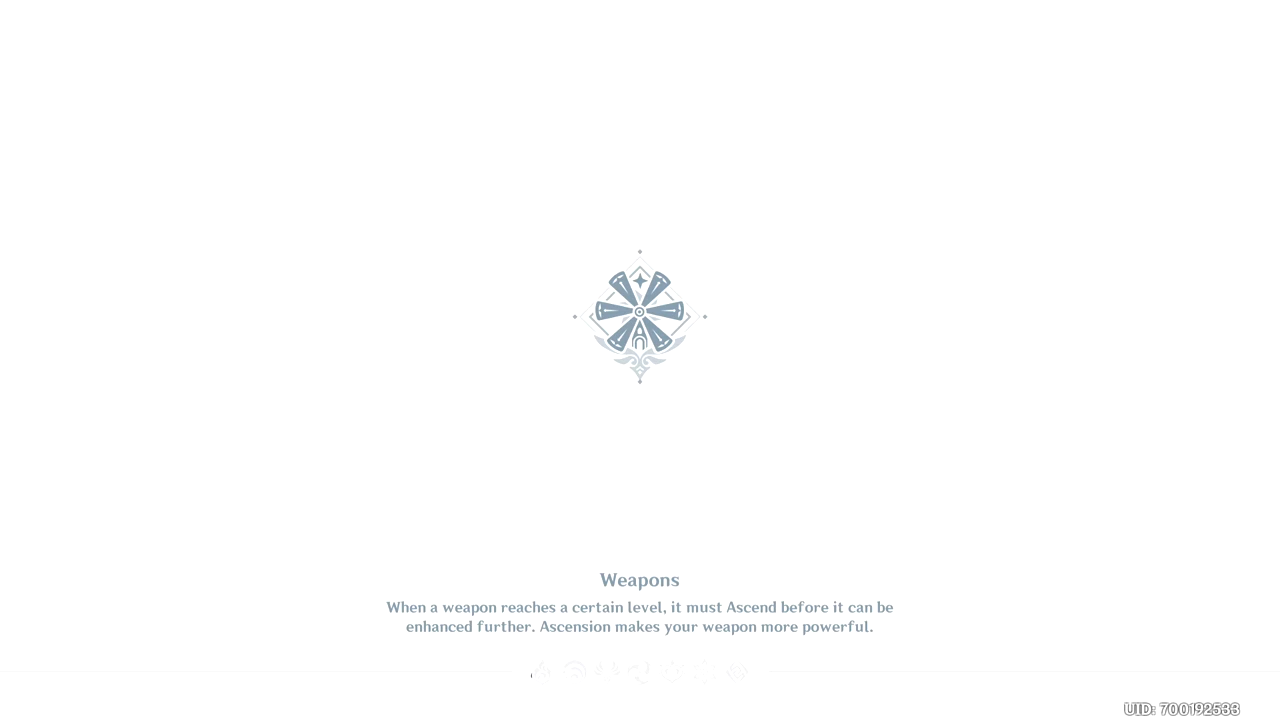 Weapons
When a weapon reaches a certain level, it must Ascend before it can be
enhanced further. Ascension makes your weapon more powerful.
UID: 700192533